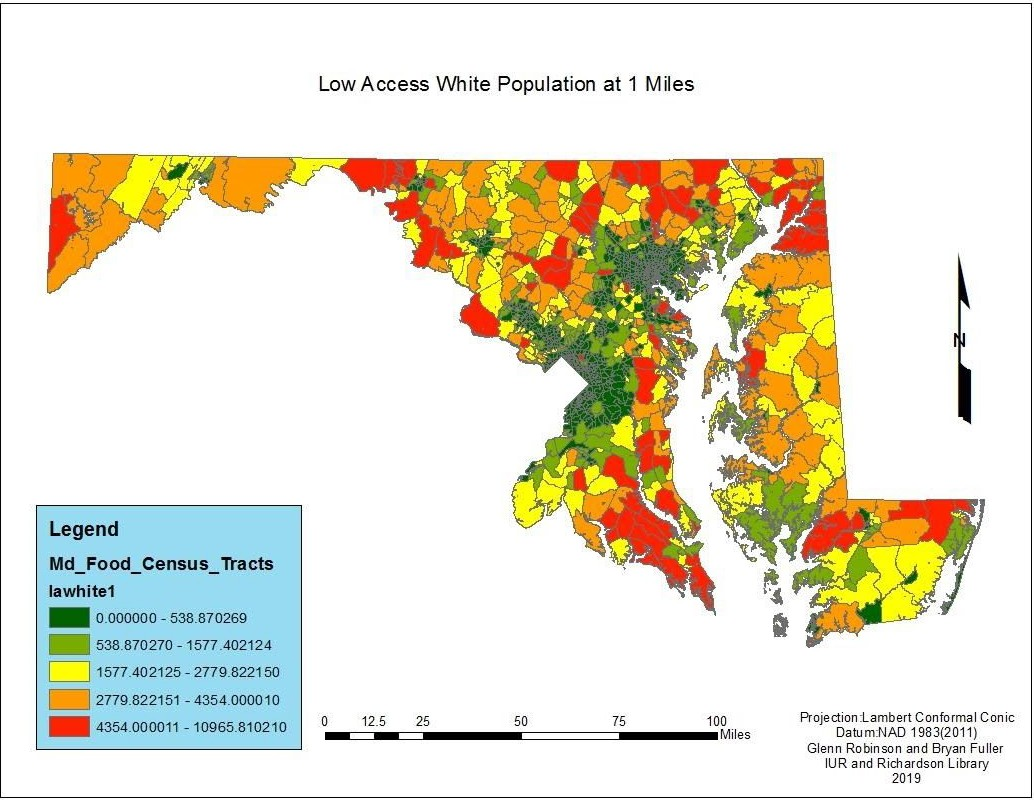 Low Access White Population at 1 Miles
N
Legend
Md_Food_Census_Tracts
lawhite1
0.000000 - 538.870269
538.870270 - 1577.402124
1577.402125 - 2779.822150
2779.822151 - 4354.000010
4354.000011 - 10965.810210
0 12.5 25 50 75 100
Miles
Projection:Lambert Conformal Conic
Datum:NAD 1983(2011)
Glenn Robinson and Bryan Fuller
IUR and Richardson Library
2019